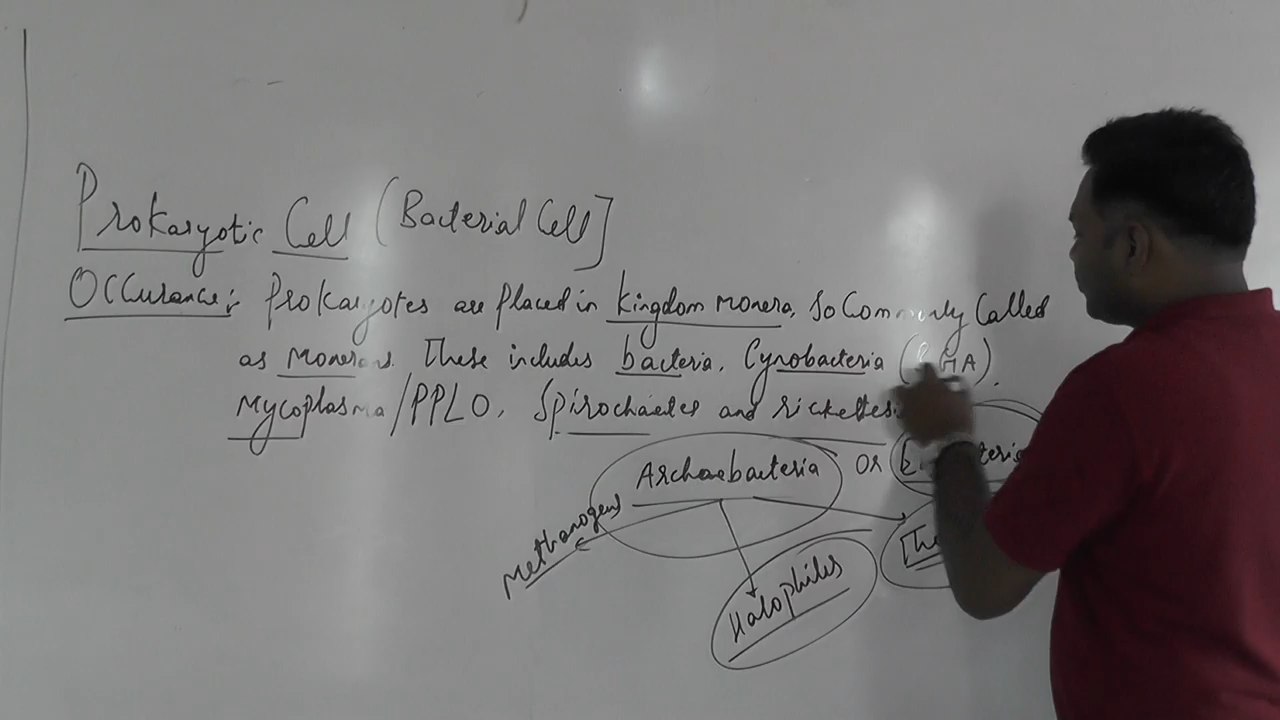 Prokaryotic Cell (Bacterial Cell]
Occurance: Prokaryotes are placed in kingdom monera, so Commonly Called
as monerans. These includes bacteria, Cynobacteria
Mycoplasma/PPLO, Spirochaetes and
Archaebacteria OR
Methanogens
Halophiles